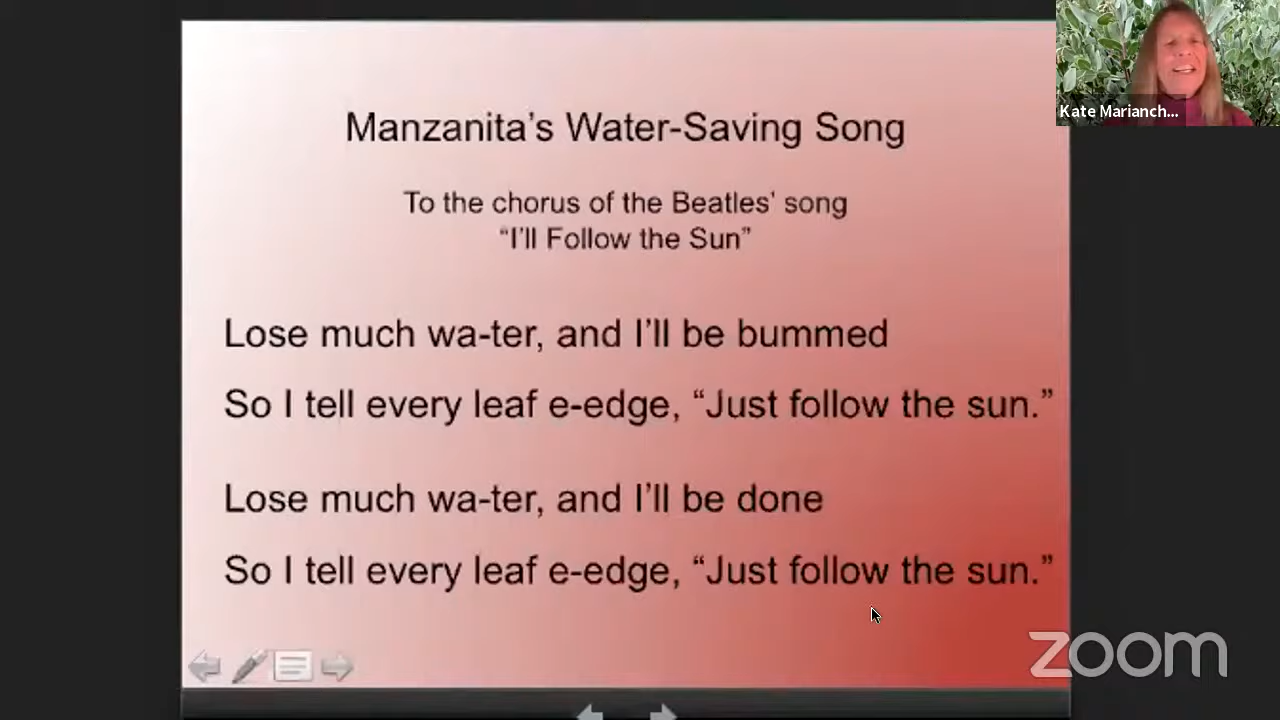 Manzanita’s Water-Saving Song
To the chorus of the Beatles’ song
“I’ll Follow the Sun”
Lose much wa-ter, and I’ll be bummed
So I tell every leaf e-edge, “Just follow the sun.”
Lose much wa-ter, and I’ll be done
So I tell every leaf e-edge, “Just follow the sun.”
Kate Marianch...
zoom